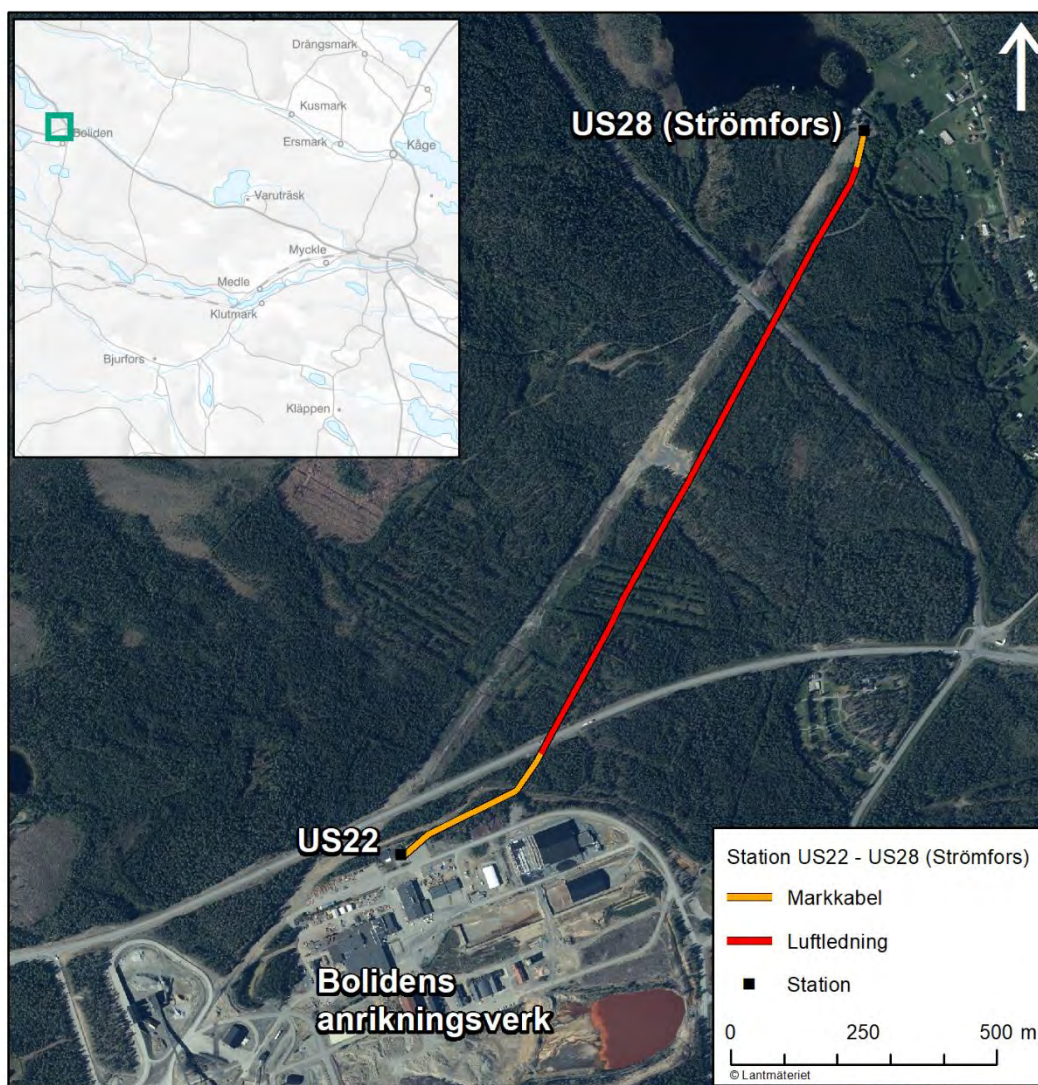 Drängsmark
Kusmark
Ersmark
Kåge
Boliden
Varuträsk
Myckle
Medle
Klutmark
Bjurfors
Kläppen
US28 (Strömfors)
US22
Bolidens
anrikningsverk
Station US22 - US28 (Strömfors)
Markkabel
Luftledning
Station
0 250 500 m
© Lantmäteriet